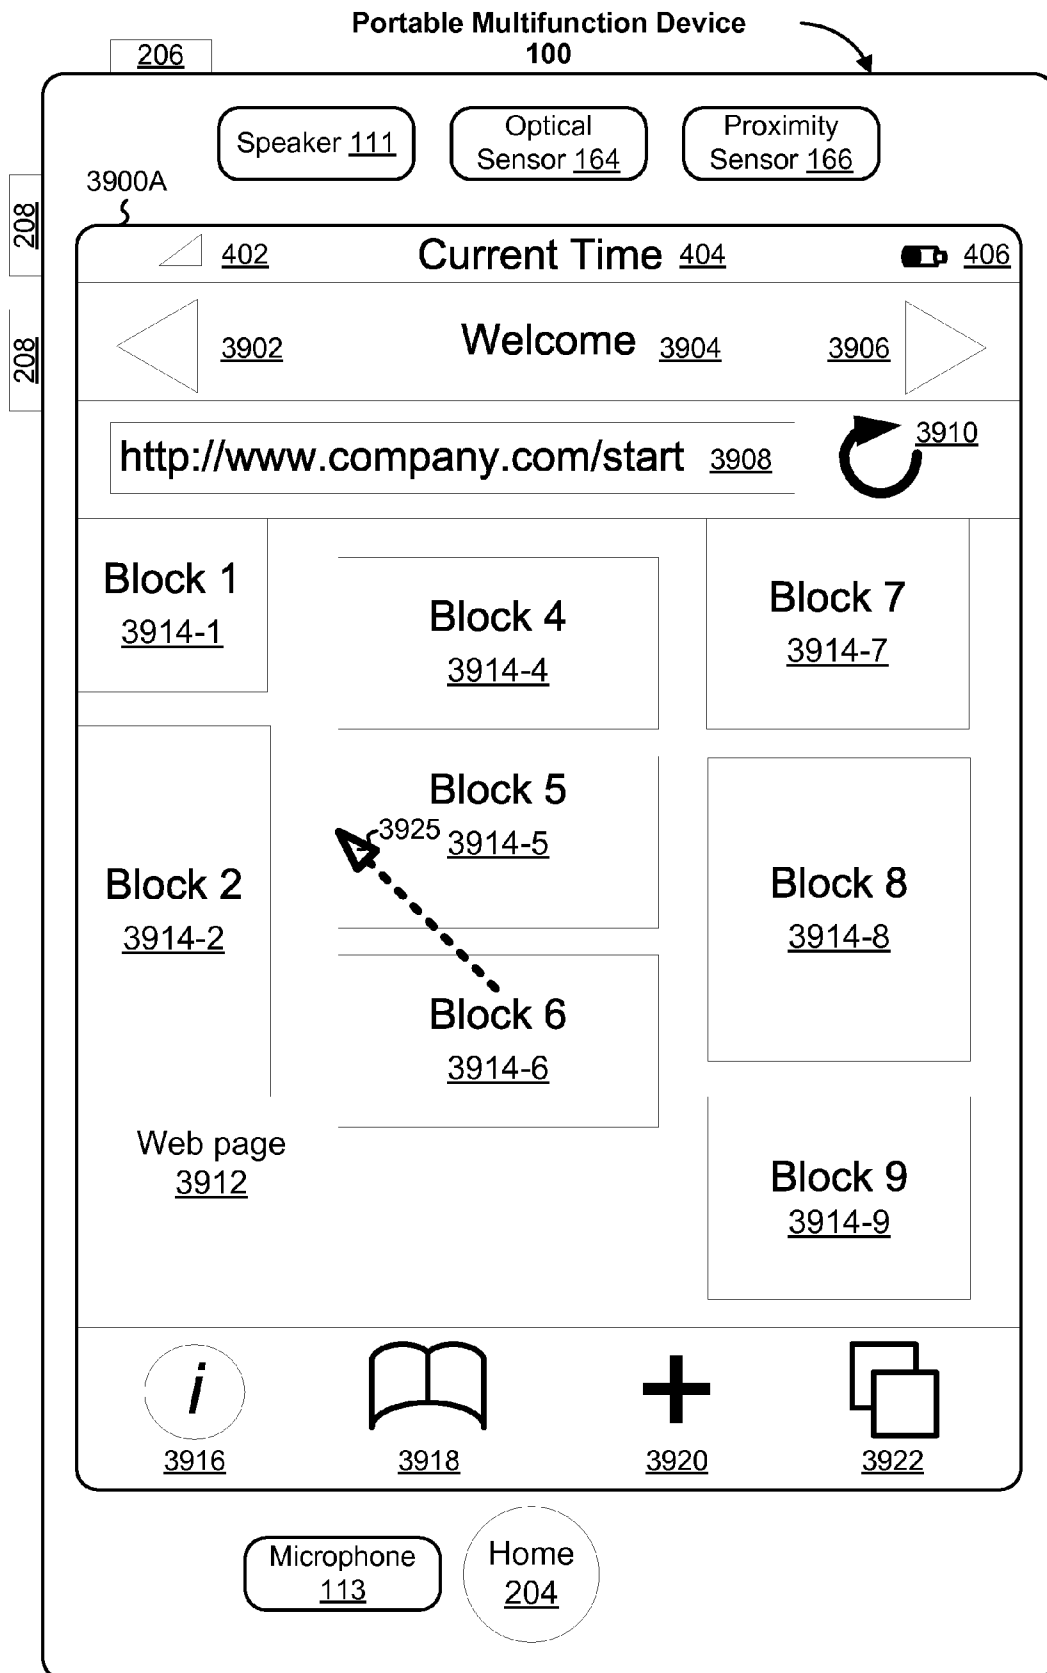 Portable Multifunction Device
100
206
Speaker 111
Optical
Sensor 164
Proximity
Sensor 166
3900A
208
208
402
Current Time 404
406
3902
Welcome 3904
3906
http://www.company.com/start 3908
3910
Block 1
3914-1
Block 4
3914-4
Block 7
3914-7
Block 2
3914-2
Block 5
3914-5
3925
Block 8
3914-8
Block 6
3914-6
Web page
3912
Block 9
3914-9
i
3916
3918
3920
3922
Microphone
113
Home
204